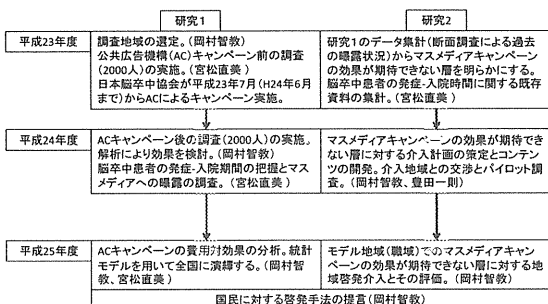 研究1
研究2
平成23年度
調査地域の選定。(岡村智教)
公共広告機構(AC)キャンペーン前の調査
(2000人)の実施。(宮松直美)
日本脳卒中協会が平成23年7月(H24年6月
まで)からACによるキャンペーン実施。
研究1のデータ集計(断面調査による過去
の曝露状況)からマスメディアキャンペーン
の効果が期待できない層を明らかにする。
脳卒中患者の発症-入院時間に関する既存
資料の集計。(宮松直美)
平成24年度
ACキャンペーン後の調査(2000人)の実施。
解析により効果を検討。(岡村智教)
脳卒中患者の発症-入院期間の把握とマス
メディアへの曝露の調査。(宮松直美)
マスメディアキャンペーンの効果が期待でき
ない層に対する介入計画の策定とコンテン
ツの開発。介入地域との交渉とパイロット調
査。(岡村智教、豊田一則)
平成25年度
ACキャンペーンの費用対効果の分析。統計
モデルを用いて全国に演繹する。(岡村智
教、宮松直美)
モデル地域(職域)でのマスメディアキャン
ペーンの効果が期待できない層に対する地
域啓発介入とその評価。(岡村智教)
国民に対する啓発手法の提言(岡村智教)